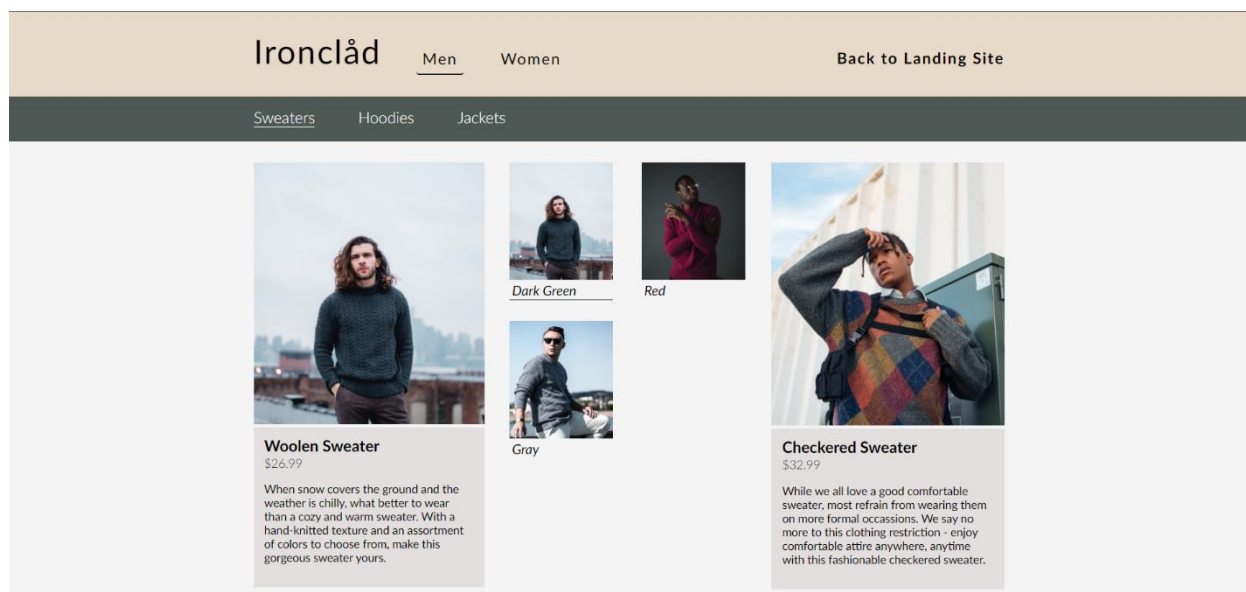 Ironclåd
Men
Women
Back to Landing Site
Sweaters
Hoodies
Jackets
Dark Green
Red
Gray
Woolen Sweater
$26.99
When snow covers the ground and the
weather is chilly, what better to wear
than a cozy and warm sweater. With a
hand-knitted texture and an assortment
of colors to choose from, make this
gorgeous sweater yours.
Checkered Sweater
$32.99
While we all love a good comfortable
sweater, most refrain from wearing them
on more formal occassions. We say no
more to this clothing restriction - enjoy
comfortable attire anywhere, anytime
with this fashionable checkered sweater.